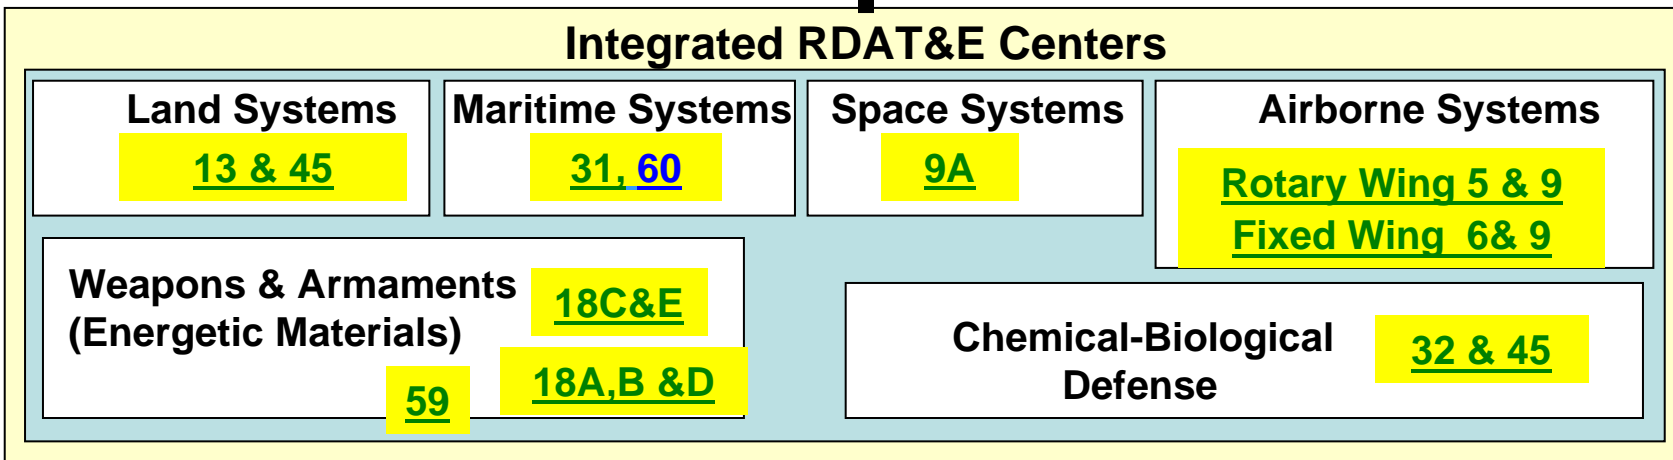 Integrated RDAT&E Centers
Land Systems
13 & 45
Maritime Systems
31, 60
Space Systems
9A
Airborne Systems
Rotary Wing 5 & 9
Fixed Wing 6& 9
Weapons & Armaments
(Energetic Materials)
18C&E
18A,B &D
59
Chemical-Biological
Defense
32 & 45